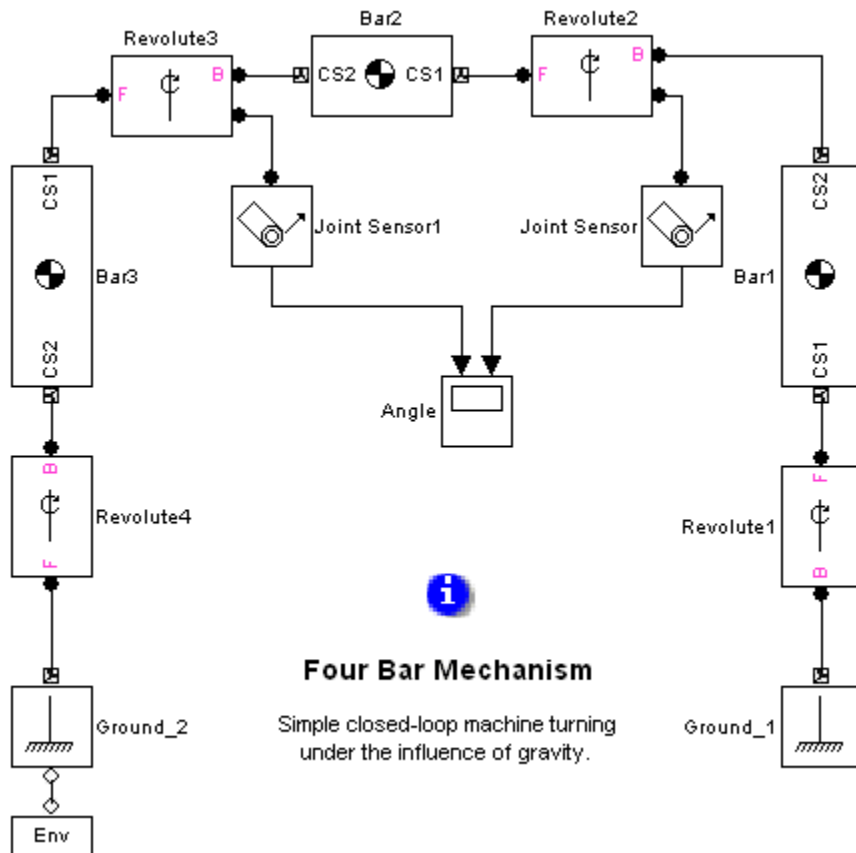 Bar2
Revolute3
Revolute2
B
F
CS2
CS1
F
B
CS1
CS2
Joint Sensor1
Joint Sensor
Bar3
Bar1
CS2
CS1
Angle
B
F
Revolute4
Revolute1
F
B
i
Four Bar Mechanism
Ground_2
Simple closed-loop machine turning
Ground_1
under the influence of gravity.
Env